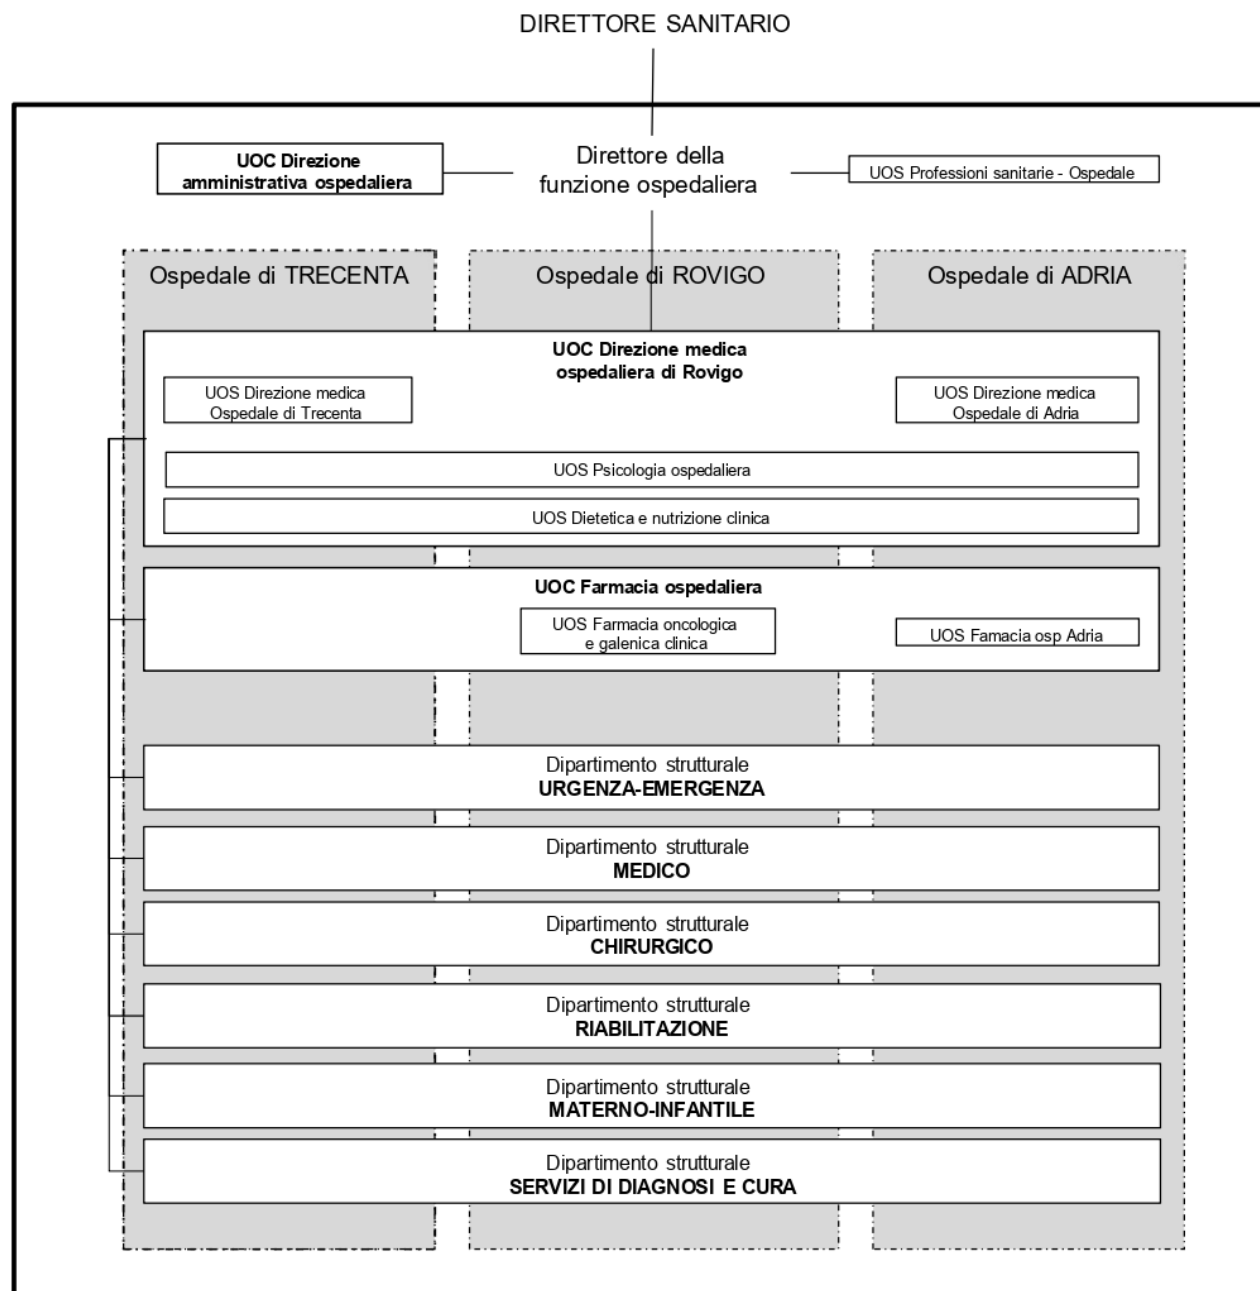 DIRETTORE SANITARIO
UOC Direzione
amministrativa ospedaliera
Direttore della
funzione ospedaliera
UOS Professioni sanitarie - Ospedale
Ospedale di TRECENTA
Ospedale di ROVIGO
Ospedale di ADRIA
UOC Direzione medica
ospedaliera di Rovigo
UOS Direzione medica
Ospedale di Trecenta
UOS Direzione medica
Ospedale di Adria
UOS Psicologia ospedaliera
UOS Dietetica e nutrizione clinica
UOC Farmacia ospedaliera
UOS Farmacia oncologica
e galenica clinica
UOS Famacia osp Adria
Dipartimento strutturale
URGENZA-EMERGENZA
Dipartimento strutturale
MEDICO
Dipartimento strutturale
CHIRURGICO
Dipartimento strutturale
RIABILITAZIONE
Dipartimento strutturale
MATERNO-INFANTILE
Dipartimento strutturale
SERVIZI DI DIAGNOSI E CURA